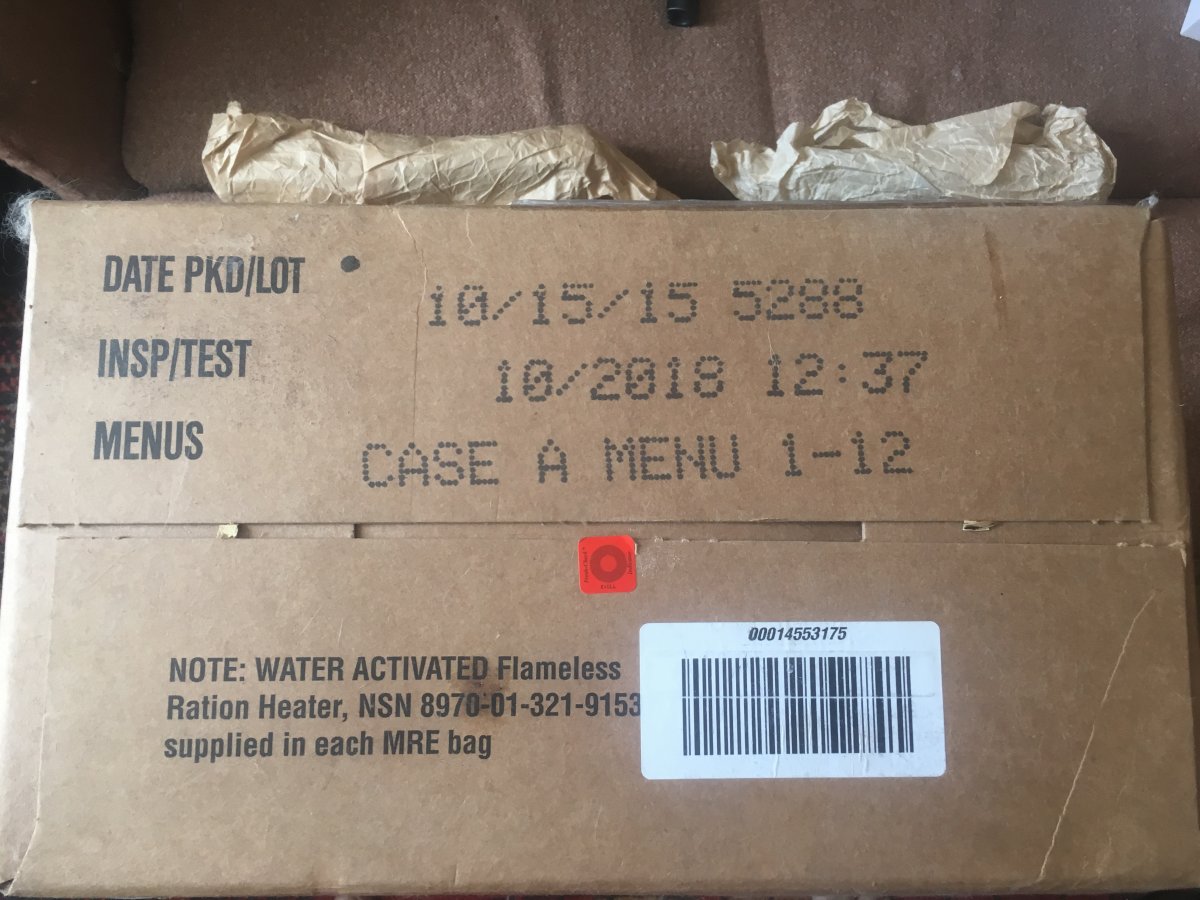 DATE PKD/LOT 10/15/15 5288
INSP/TEST 10/2018 12:37
MENUS CASE A MENU 1-12
NOTE: WATER ACTIVATED Flameless
Ration Heater, NSN 8970-01-321-9153
supplied in each MRE bag
00014553175